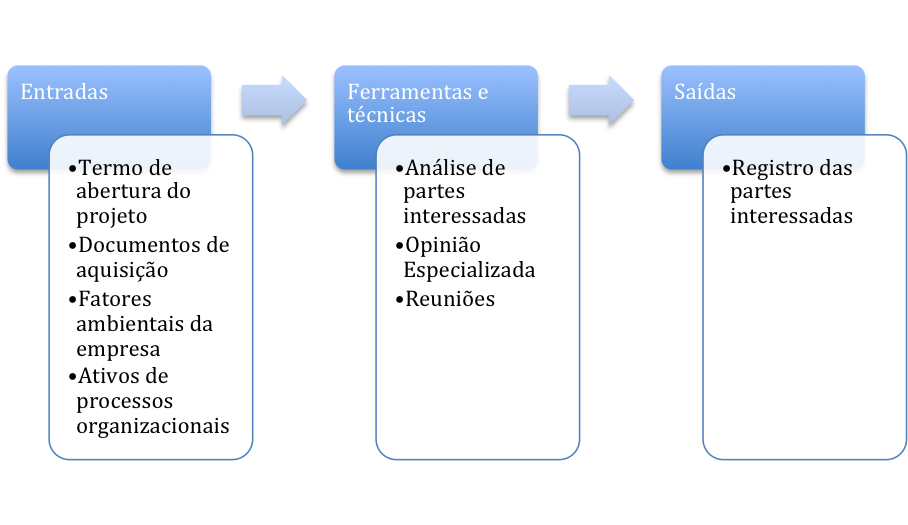 Entradas
•Termo de
abertura do
projeto
•Documentos de
aquisição
•Fatores
ambientais da
empresa
•Ativos de
processos
organizacionais
Ferramentas e
técnicas
•Análise de
partes
interessadas
•Opinião
Especializada
•Reuniões
Saídas
•Registro das
partes
interessadas